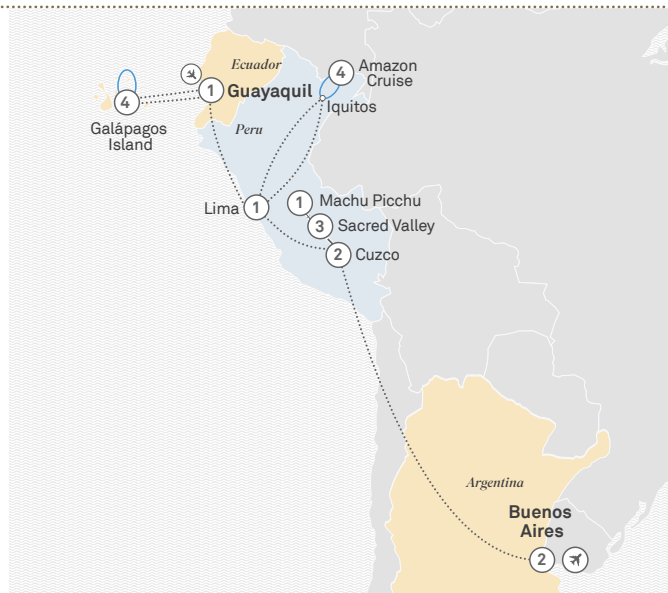 Ecuador
4
Amazon
Cruise
1
Guayaquil
Iquitos
4
Galápagos
Island
Peru
Lima
1
1
Machu Picchu
3
Sacred Valley
2
Cuzco
Argentina
Buenos
Aires
2